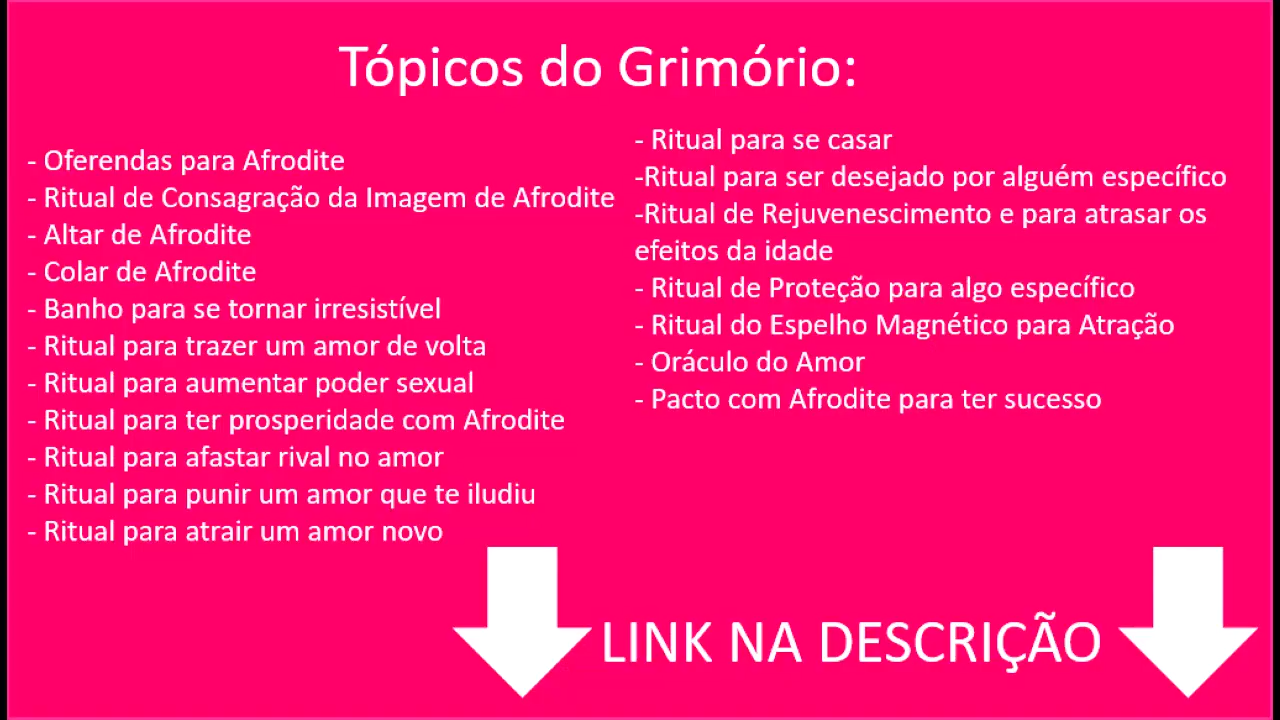 Tópicos do Grimório:
- Oferendas para Afrodite
- Ritual de Consagração da Imagem de Afrodite
- Altar de Afrodite
- Colar de Afrodite
- Banho para se tornar irresistível
- Ritual para trazer um amor de volta
- Ritual para aumentar poder sexual
- Ritual para ter prosperidade com Afrodite
- Ritual para afastar rival no amor
- Ritual para punir um amor que te iludiu
- Ritual para atrair um amor novo
- Ritual para se casar
-Ritual para ser desejado por alguém específico
-Ritual de Rejuvenescimento e para atrasar os
efeitos da idade
- Ritual de Proteção para algo específico
- Ritual do Espelho Magnético para Atração
- Oráculo do Amor
- Pacto com Afrodite para ter sucesso
LINK NA DESCRIÇÃO